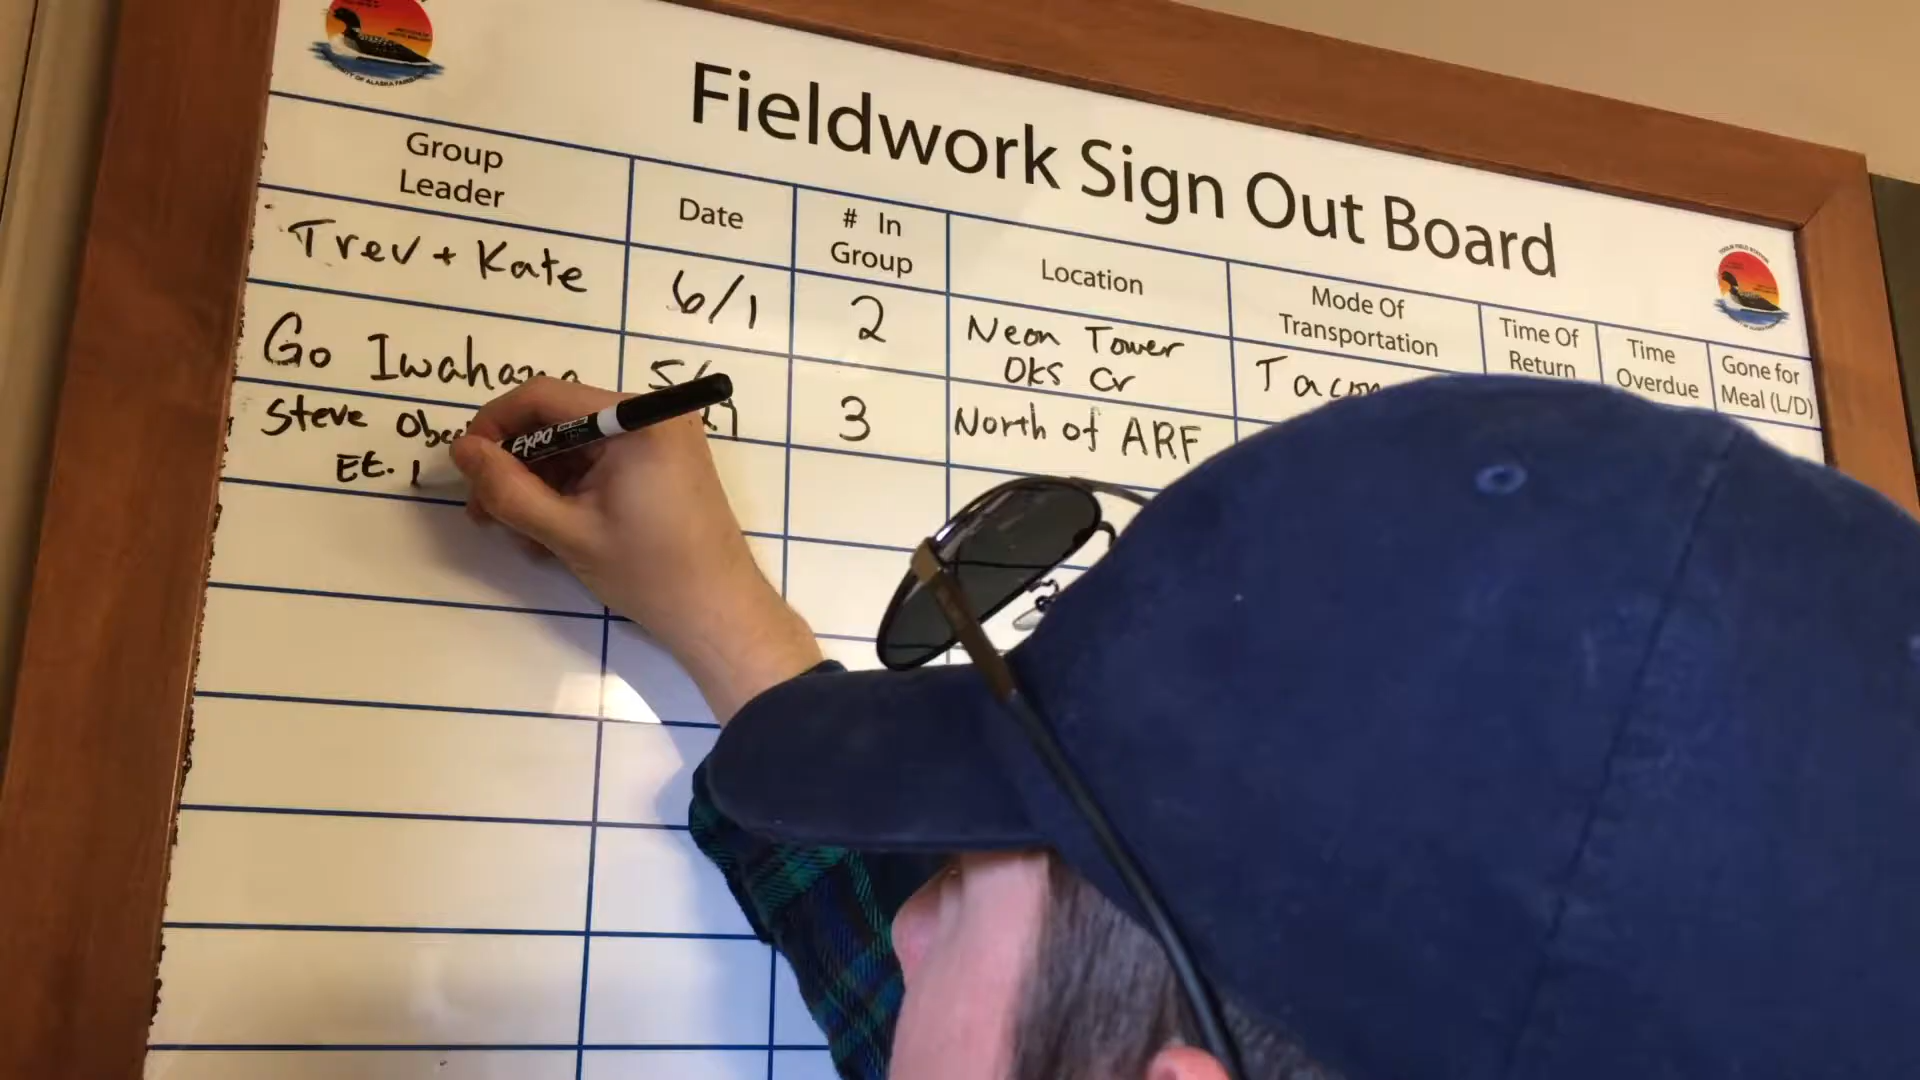 Fieldwork Sign Out Board
Group
Leader
Date
# In
Group
Location
Mode Of
Transportation
Time Of
Return
Time
Overdue
Gone for
Meal (L/D)
Trev + Kate
6/1
2
Neon Tower
Oks Cr
Go Iwahana
3
North of ARF
Steve
Et.
EXPO